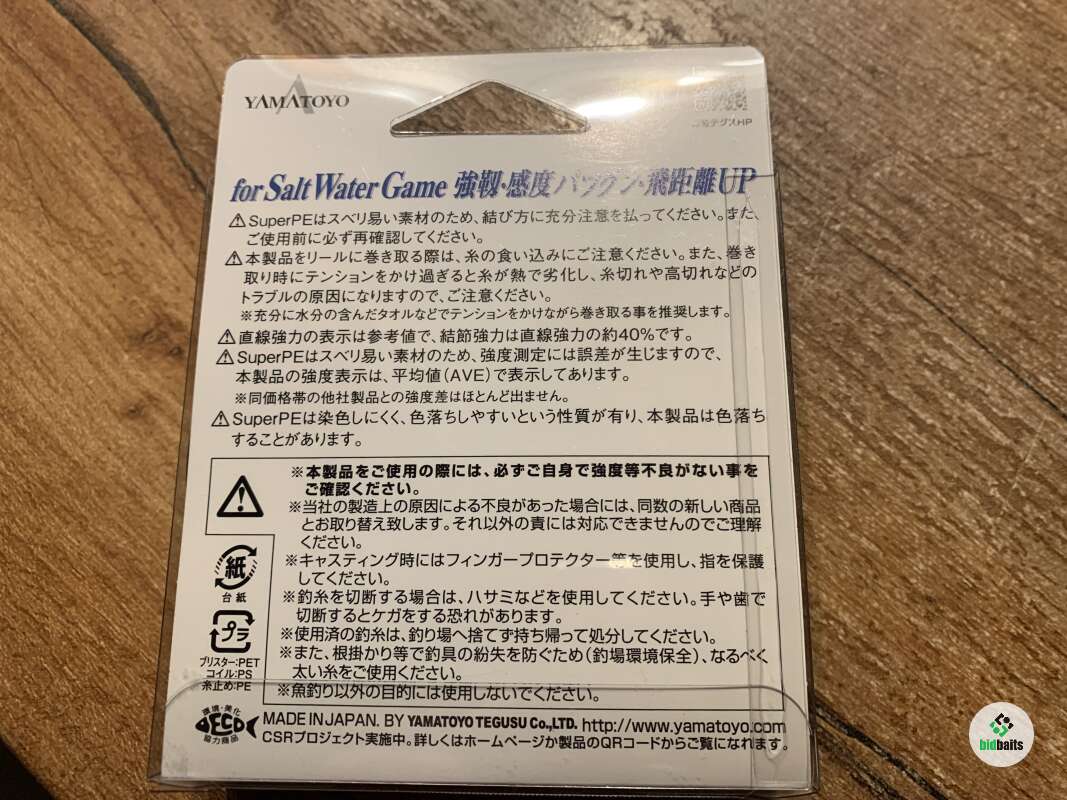 YAMATOYO
テグスHP
for Salt Water Game 強靱・感度バツグン・飛距離UP
⚠SuperPEはスベリ易い素材のため、結び方に充分注意を払ってください。また、
ご使用前に必ず再確認してください。
⚠本製品をリールに巻き取る際は、糸の食い込みにご注意ください。また、巻き
取り時にテンションをかけ過ぎると糸が熱で劣化し、糸切れや高切れなどの
トラブルの原因になりますので、ご注意ください。
※充分に水分の含んだタオルなどでテンションをかけながら巻き取る事を推奨します。
⚠直線強力の表示は参考値で、結節強力は直線強力の約40%です。
⚠SuperPEはスベリ易い素材のため、強度測定には誤差が生じますので、
本製品の強度表示は、平均値(AVE)で表示してあります。
※同価格帯の他社製品との強度差はほとんど出ません。
⚠SuperPEは染色しにくく、色落ちしやすいという性質が有り、本製品は色落ち
することがあります。
※本製品をご使用の際には、必ずご自身で強度等不良がない事を
ご確認ください。
※当社の製造上の原因による不良があった場合には、同数の新しい商品
とお取り替え致します。それ以外の責には対応できませんのでご理解
ください。
※キャスティング時にはフィンガープロテクター等を使用し、指を保護
してください。
※釣糸を切断する場合は、ハサミなどを使用してください。手や歯で
切断するとケガをする恐れがあります。
※使用済の釣糸は、釣り場へ捨てず持ち帰って処分してください。
※また、根掛かり等で釣具の紛失を防ぐため(釣場環境保全)、なるべく
太い糸をご使用ください。
※魚釣り以外の目的には使用しないでください。
紙
台紙
プラ
ブリスター:PET
コイル:PS
糸止め:PE
環境・美化
DECO
協力商品
MADE IN JAPAN. BY YAMATOYO TEGUSU Co.,LTD. http://www.yamatoyo.com
CSRプロジェクト実施中。詳しくはホームページか製品のQRコードからご覧になれます。
bidbaits